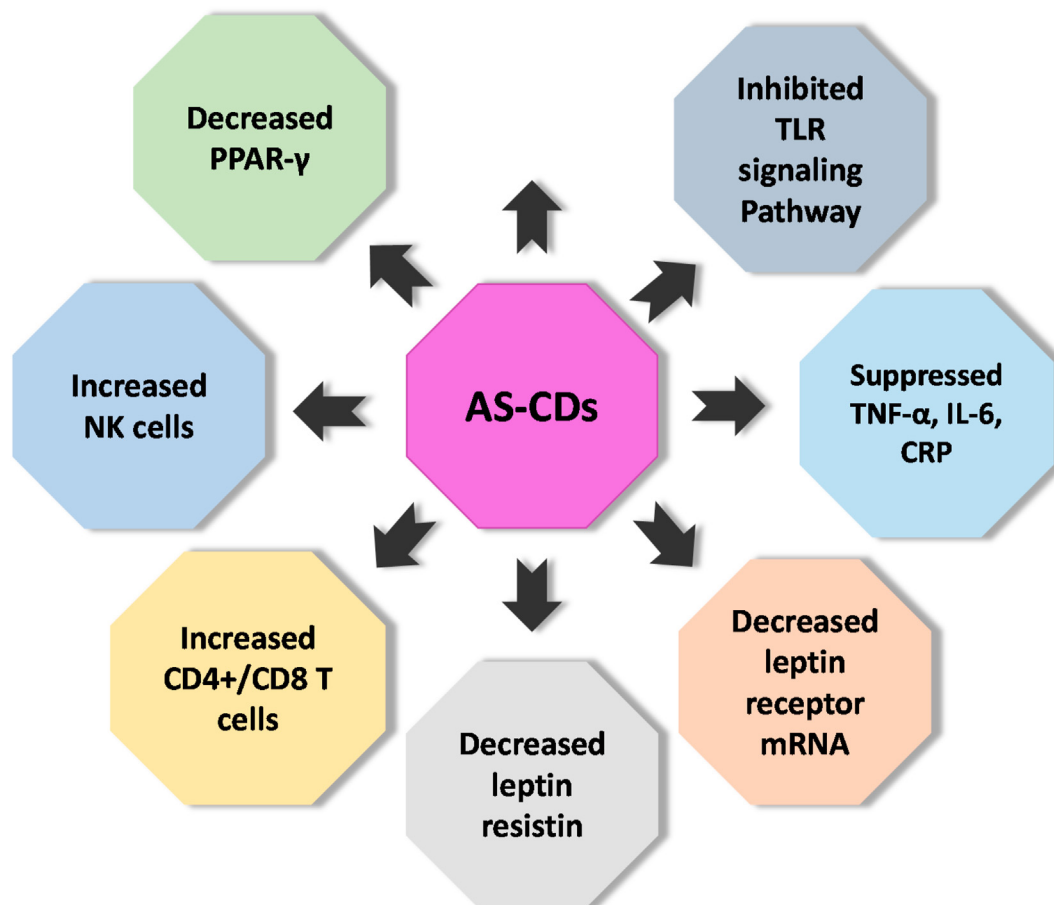 Decreased
PPAR-γ
Inhibited
TLR
signaling
Pathway
Increased
NK cells
AS-CDs
Suppressed
TNF-α, IL-6,
CRP
Increased
CD4+/CD8 T
cells
Decreased
leptin
resistin
Decreased
leptin
receptor
mRNA